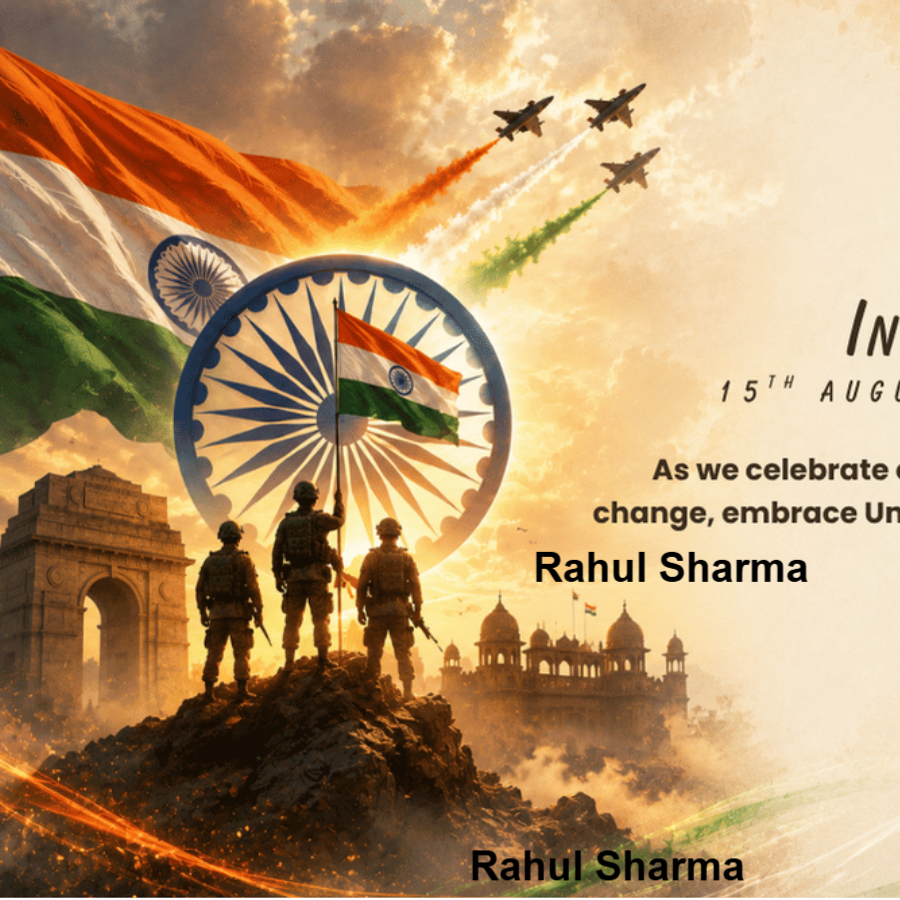 In
15TH AUGU
As we celebrate
change, embrace Un
Rahul Sharma
Rahul Sharma